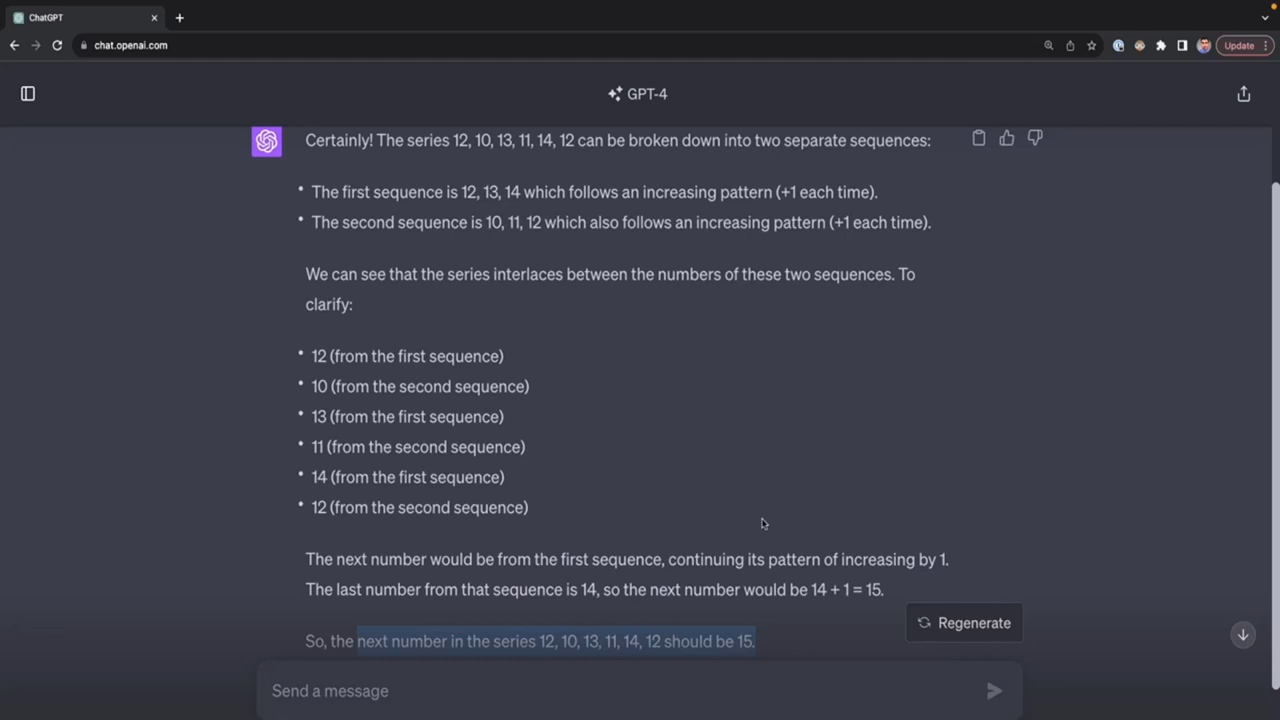 ChatGPT
chat.openai.com
Update
GPT-4
Certainly! The series 12, 10, 13, 11, 14, 12 can be broken down into two separate sequences:
• The first sequence is 12, 13, 14 which follows an increasing pattern (+1 each time).
• The second sequence is 10, 11, 12 which also follows an increasing pattern (+1 each time).
We can see that the series interlaces between the numbers of these two sequences. To
clarify:
• 12 (from the first sequence)
• 10 (from the second sequence)
• 13 (from the first sequence)
• 11 (from the second sequence)
• 14 (from the first sequence)
• 12 (from the second sequence)
The next number would be from the first sequence, continuing its pattern of increasing by 1.
The last number from that sequence is 14, so the next number would be 14 + 1 = 15.
Regenerate
So, the next number in the series 12, 10, 13, 11, 14, 12 should be 15.
Send a message